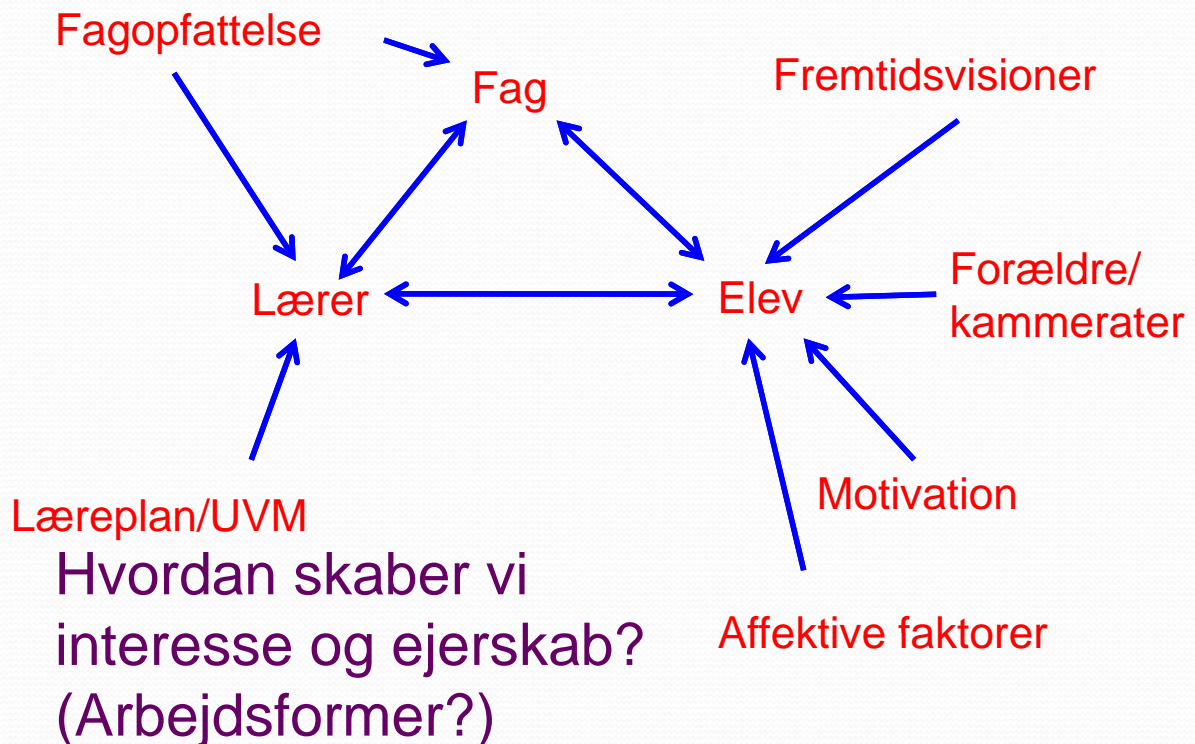 Fagopfattelse
Fag
Fremtidsvisioner
Lærer
Elev
Forældre/
kammerater
Læreplan/UVM
Motivation
Hvordan skaber vi
interesse og ejerskab?
(Arbejdsformer?)
Affektive faktorer